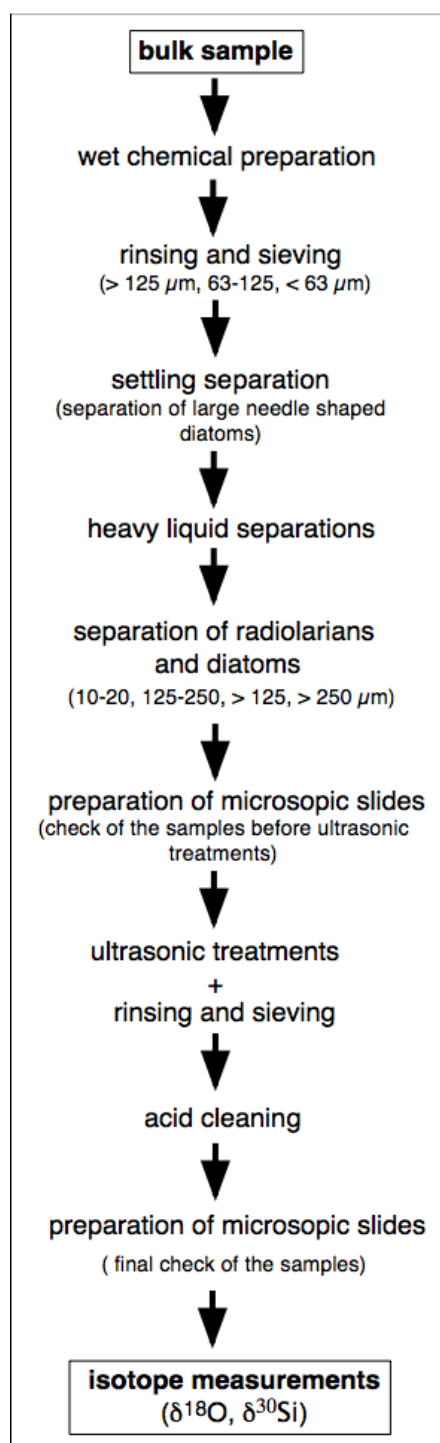 bulk sample
wet chemical preparation
rinsing and sieving
(> 125 µm, 63-125, < 63 µm)
settling separation
(separation of large needle shaped
diatoms)
heavy liquid separations
separation of radiolarians
and diatoms
(10-20, 125-250, > 125, > 250 µm)
preparation of microsopic slides
(check of the samples before ultrasonic
treatments)
ultrasonic treatments
+
rinsing and sieving
acid cleaning
preparation of microsopic slides
( final check of the samples)
isotope measurements
(δ¹⁸O, δ³⁰Si)